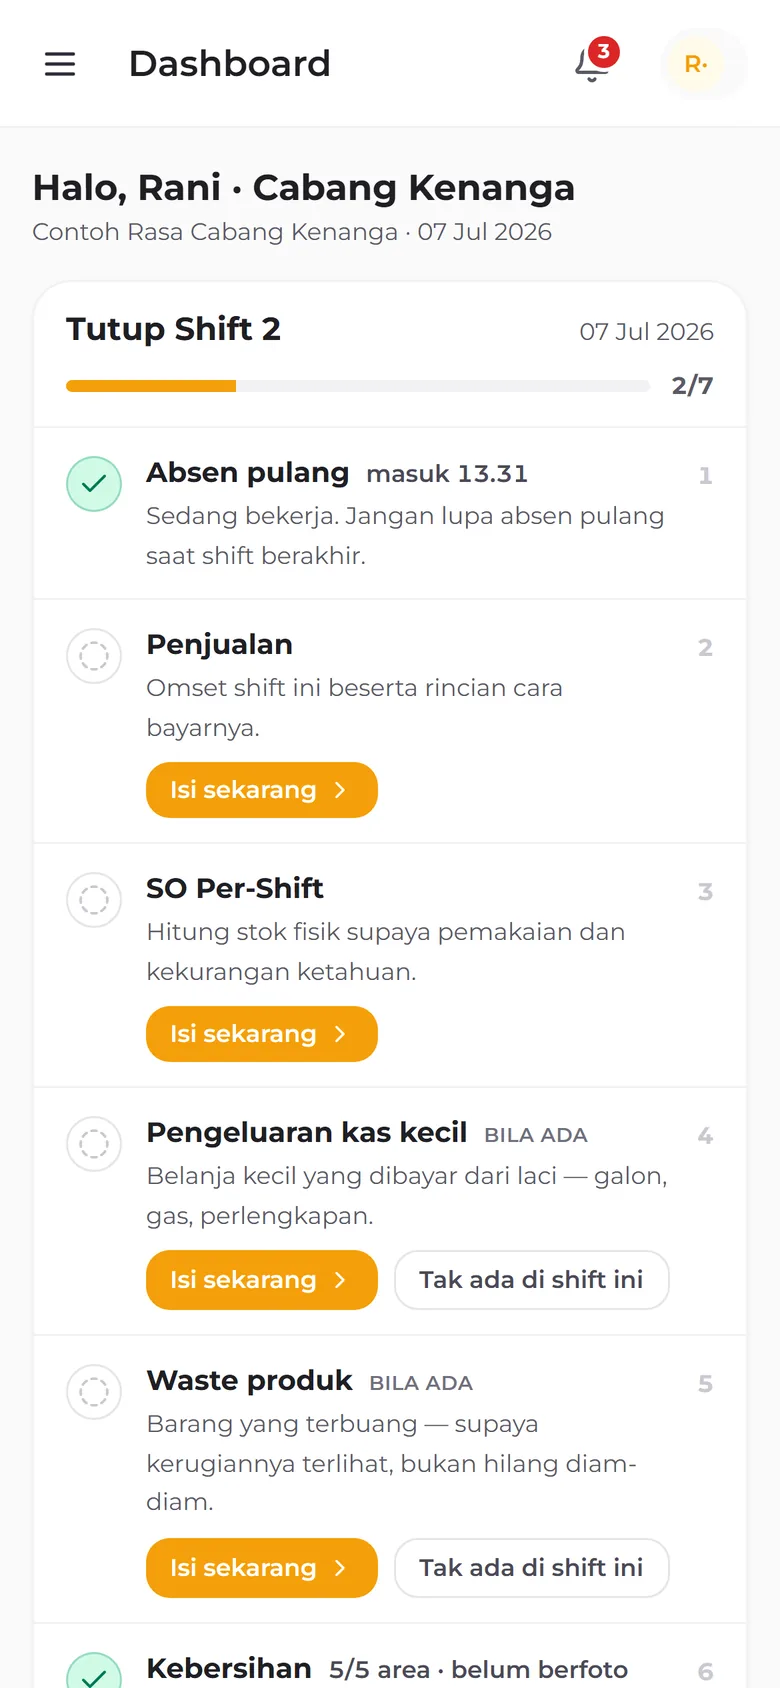 Dashboard
3
R·
Halo, Rani · Cabang Kenanga
Contoh Rasa Cabang Kenanga · 07 Jul 2026
Tutup Shift 2
07 Jul 2026
2/7
Absen pulang masuk 13.31
1
Sedang bekerja. Jangan lupa absen pulang
saat shift berakhir.
Penjualan
2
Omset shift ini beserta rincian cara
bayarnya.
Isi sekarang
SO Per-Shift
3
Hitung stok fisik supaya pemakaian dan
kekurangan ketahuan.
Isi sekarang
Pengeluaran kas kecil BILA ADA
4
Belanja kecil yang dibayar dari laci — galon,
gas, perlengkapan.
Isi sekarang
Tak ada di shift ini
Waste produk BILA ADA
5
Barang yang terbuang — supaya
kerugiannya terlihat, bukan hilang diam-
diam.
Isi sekarang
Tak ada di shift ini
Kebersihan 5/5 area · belum berfoto
6